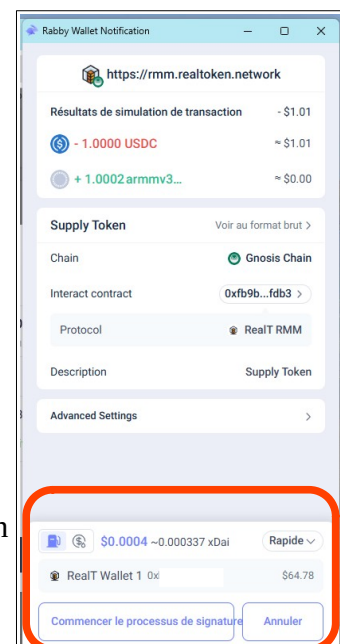 Rabby Wallet Notification
https://rmm.realtoken.network
Résultats de simulation de transaction - $1.01
- 1.0000 USDC ≈ $1.01
+ 1.0002 armmv3... ≈ $0.00
Supply Token Voir au format brut >
Chain Gnosis Chain
Interact contract 0xfb9b...fdb3 >
Protocol RealT RMM
Description Supply Token
Advanced Settings >
$0.0004 ~0.000337 xDai Rapide
RealT Wallet 1 0x $64.78
Commencer le processus de signature Annuler